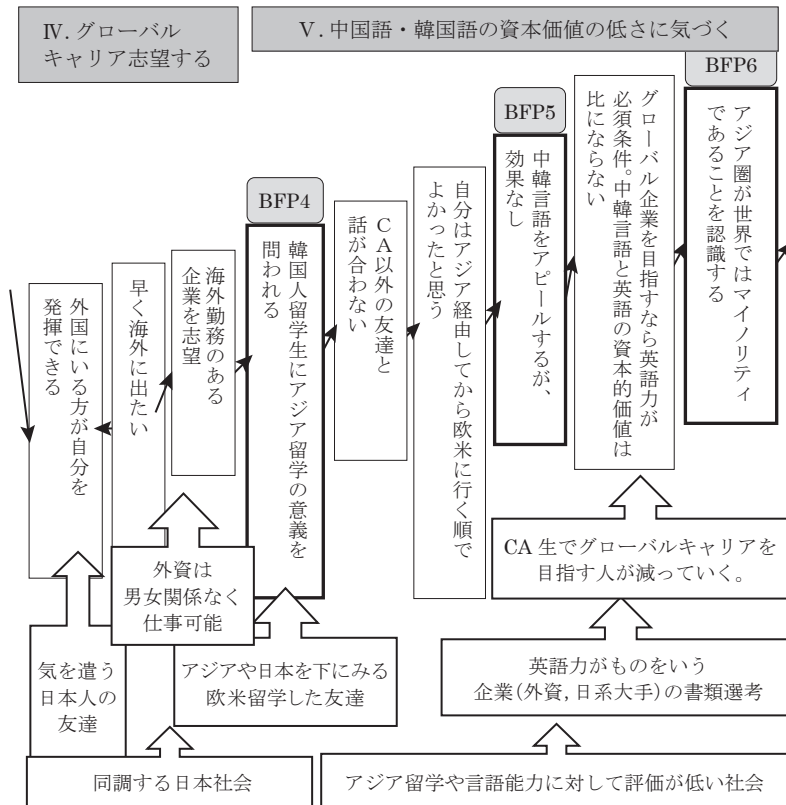 Ⅳ. グローバル
キャリア志望する
Ⅴ. 中国語・韓国語の資本価値の低さに気づく
外国にいる方が自分を
発揮できる
早く海外に出たい
海外勤務のある
企業を志望
BFP4
韓国人留学生にアジア留学の意義を
問われる
CA以外の友達と
話が合わない
自分はアジア経由してから欧米に行く順で
よかったと思う
BFP5
中韓言語をアピールするが、
効果なし
グローバル企業を目指すなら英語力が
必須条件。中韓言語と英語の資本的価値は
比にならない
BFP6
アジア圏が世界ではマイノリティ
であることを認識する
外資は
男女関係なく
仕事可能
CA 生でグローバルキャリアを
目指す人が減っていく。
気を遣う
日本人の
友達
アジアや日本を下にみる
欧米留学した友達
英語力がものをいう
企業(外資, 日系大手)の書類選考
同調する日本社会
アジア留学や言語能力に対して評価が低い社会